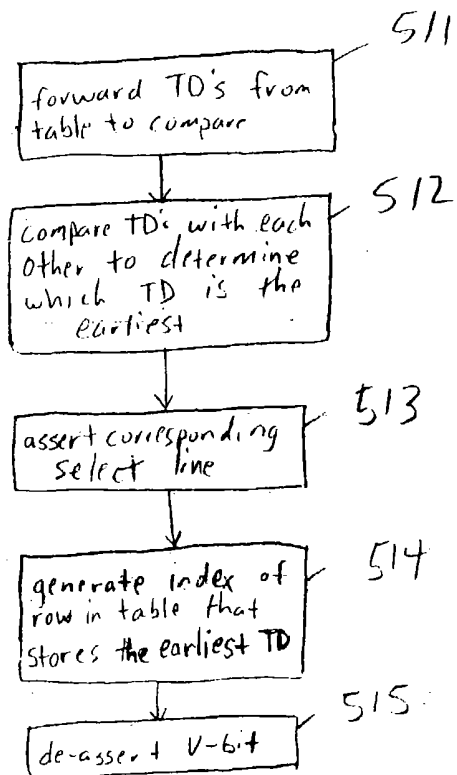 511
forward TD's from
table to compare
512
compare TD's with each
other to determine
which TD is the
earliest
513
assert corresponding
select line
514
generate index of
row in table that
stores the earliest TD
515
de-assert V-bit